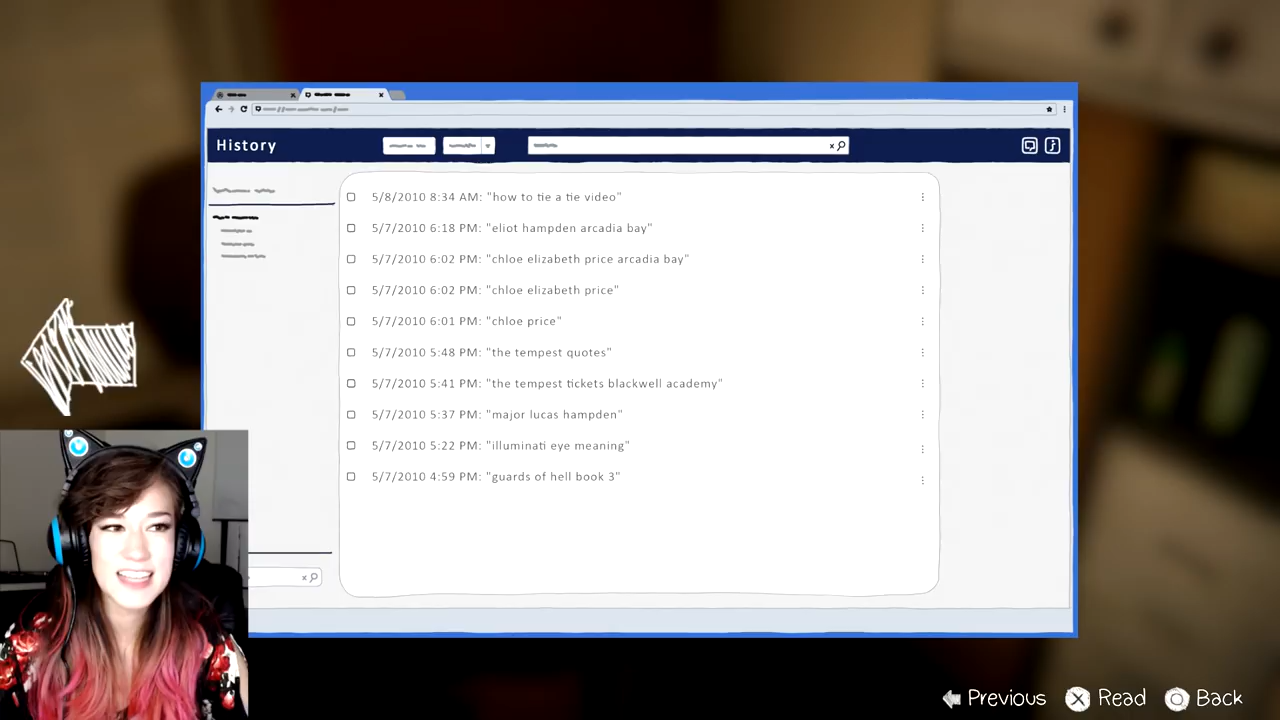 History
5/8/2010 8:34 AM: "how to tie a tie video"
5/7/2010 6:18 PM: "eliot hampden arcadia bay"
5/7/2010 6:02 PM: "chloe elizabeth price arcadia bay"
5/7/2010 6:02 PM: "chloe elizabeth price"
5/7/2010 6:01 PM: "chloe price"
5/7/2010 5:48 PM: "the tempest quotes"
5/7/2010 5:41 PM: "the tempest tickets blackwell academy"
5/7/2010 5:37 PM: "major lucas hampden"
5/7/2010 5:22 PM: "illuminati eye meaning"
5/7/2010 4:59 PM: "guards of hell book 3"
Previous Read Back